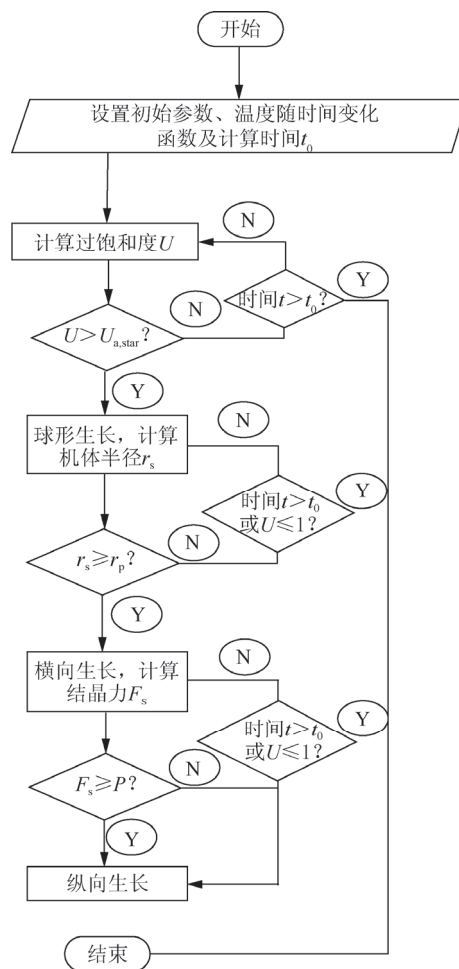 开始
设置初始参数、温度随时间变化
函数及计算时间t₀
N
计算过饱和度U
Y
时间t>t₀?
N
U>Uₐ,star?
Y
球形生长，计算
机体半径rₛ
N
时间t>t₀
或U≤1?
Y
N
rₛ≥rₚ?
Y
横向生长，计算
结晶力Fₛ
N
时间t>t₀
或U≤1?
Y
N
Fₛ≥P?
Y
纵向生长
结束